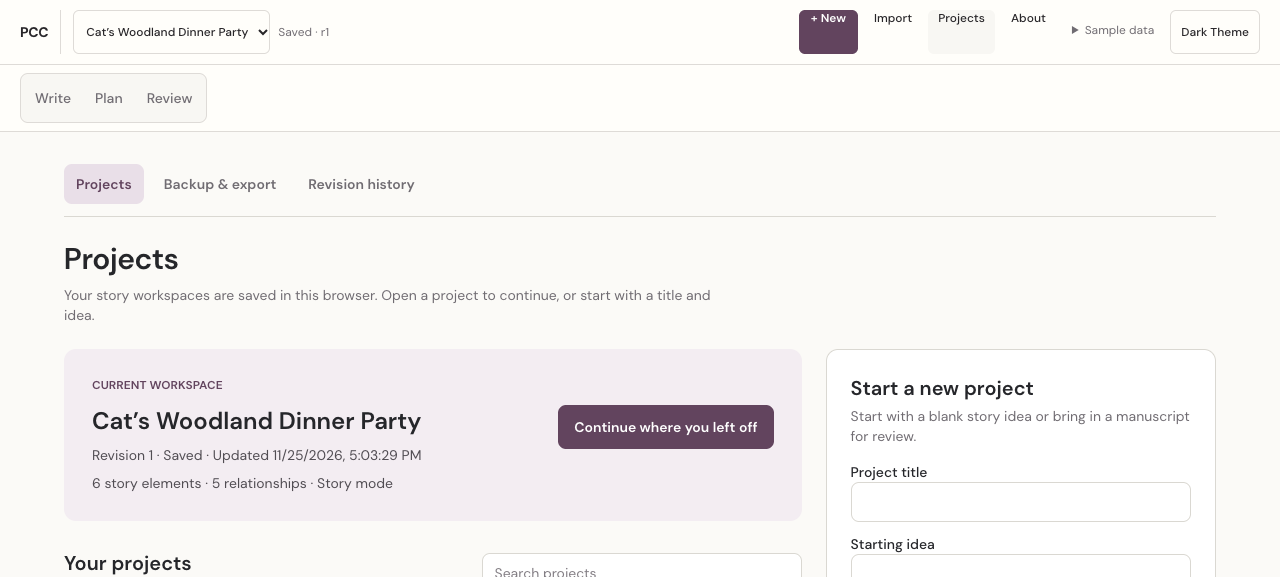 PCC
Cat’s Woodland Dinner Party
Saved · r1
+ New
Import
Projects
About
Sample data
Dark Theme
Write
Plan
Review
Projects
Backup & export
Revision history
Projects
Your story workspaces are saved in this browser. Open a project to continue, or start with a title and
idea.
CURRENT WORKSPACE
Cat’s Woodland Dinner Party
Revision 1 · Saved · Updated 11/25/2026, 5:03:29 PM
6 story elements · 5 relationships · Story mode
Continue where you left off
Start a new project
Start with a blank story idea or bring in a manuscript
for review.
Project title
Starting idea
Your projects
Search projects